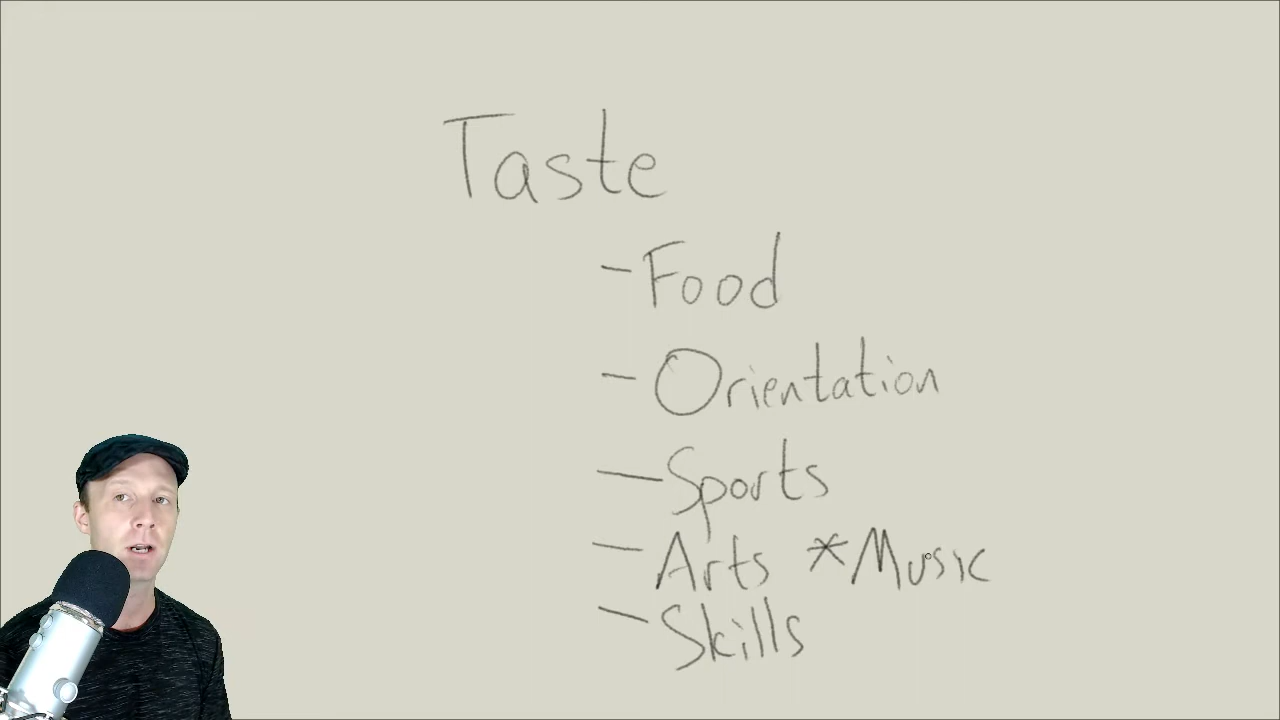 Taste
- Food
- Orientation
- Sports
- Arts *Music
- Skills